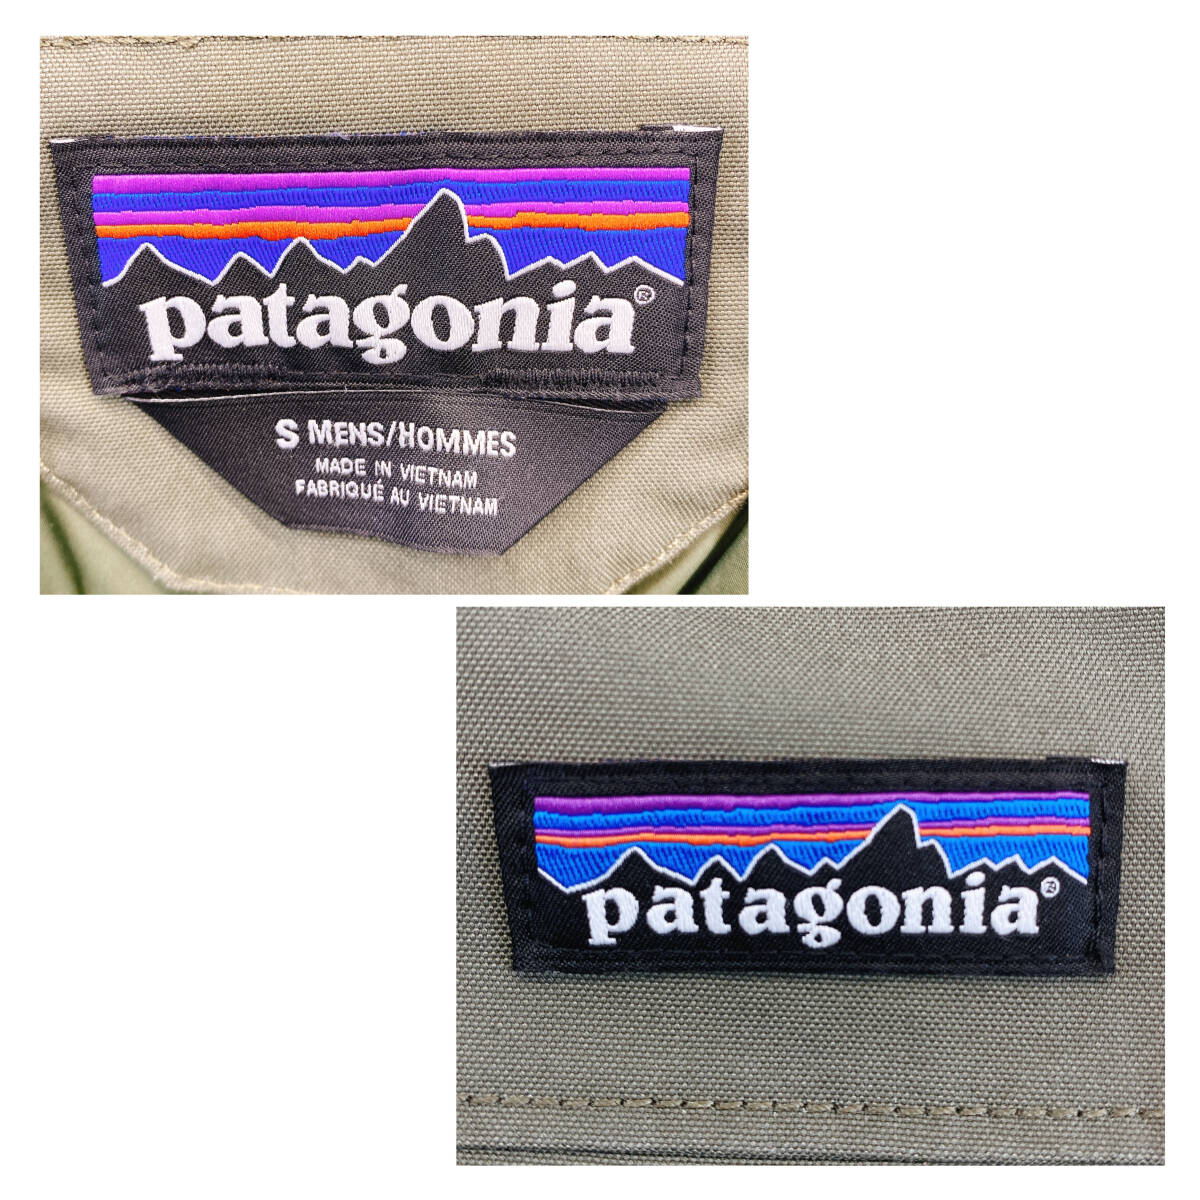 patagonia®
S MENS/HOMMES
MADE IN VIETNAM
FABRIQUÉ AU VIETNAM
patagonia®